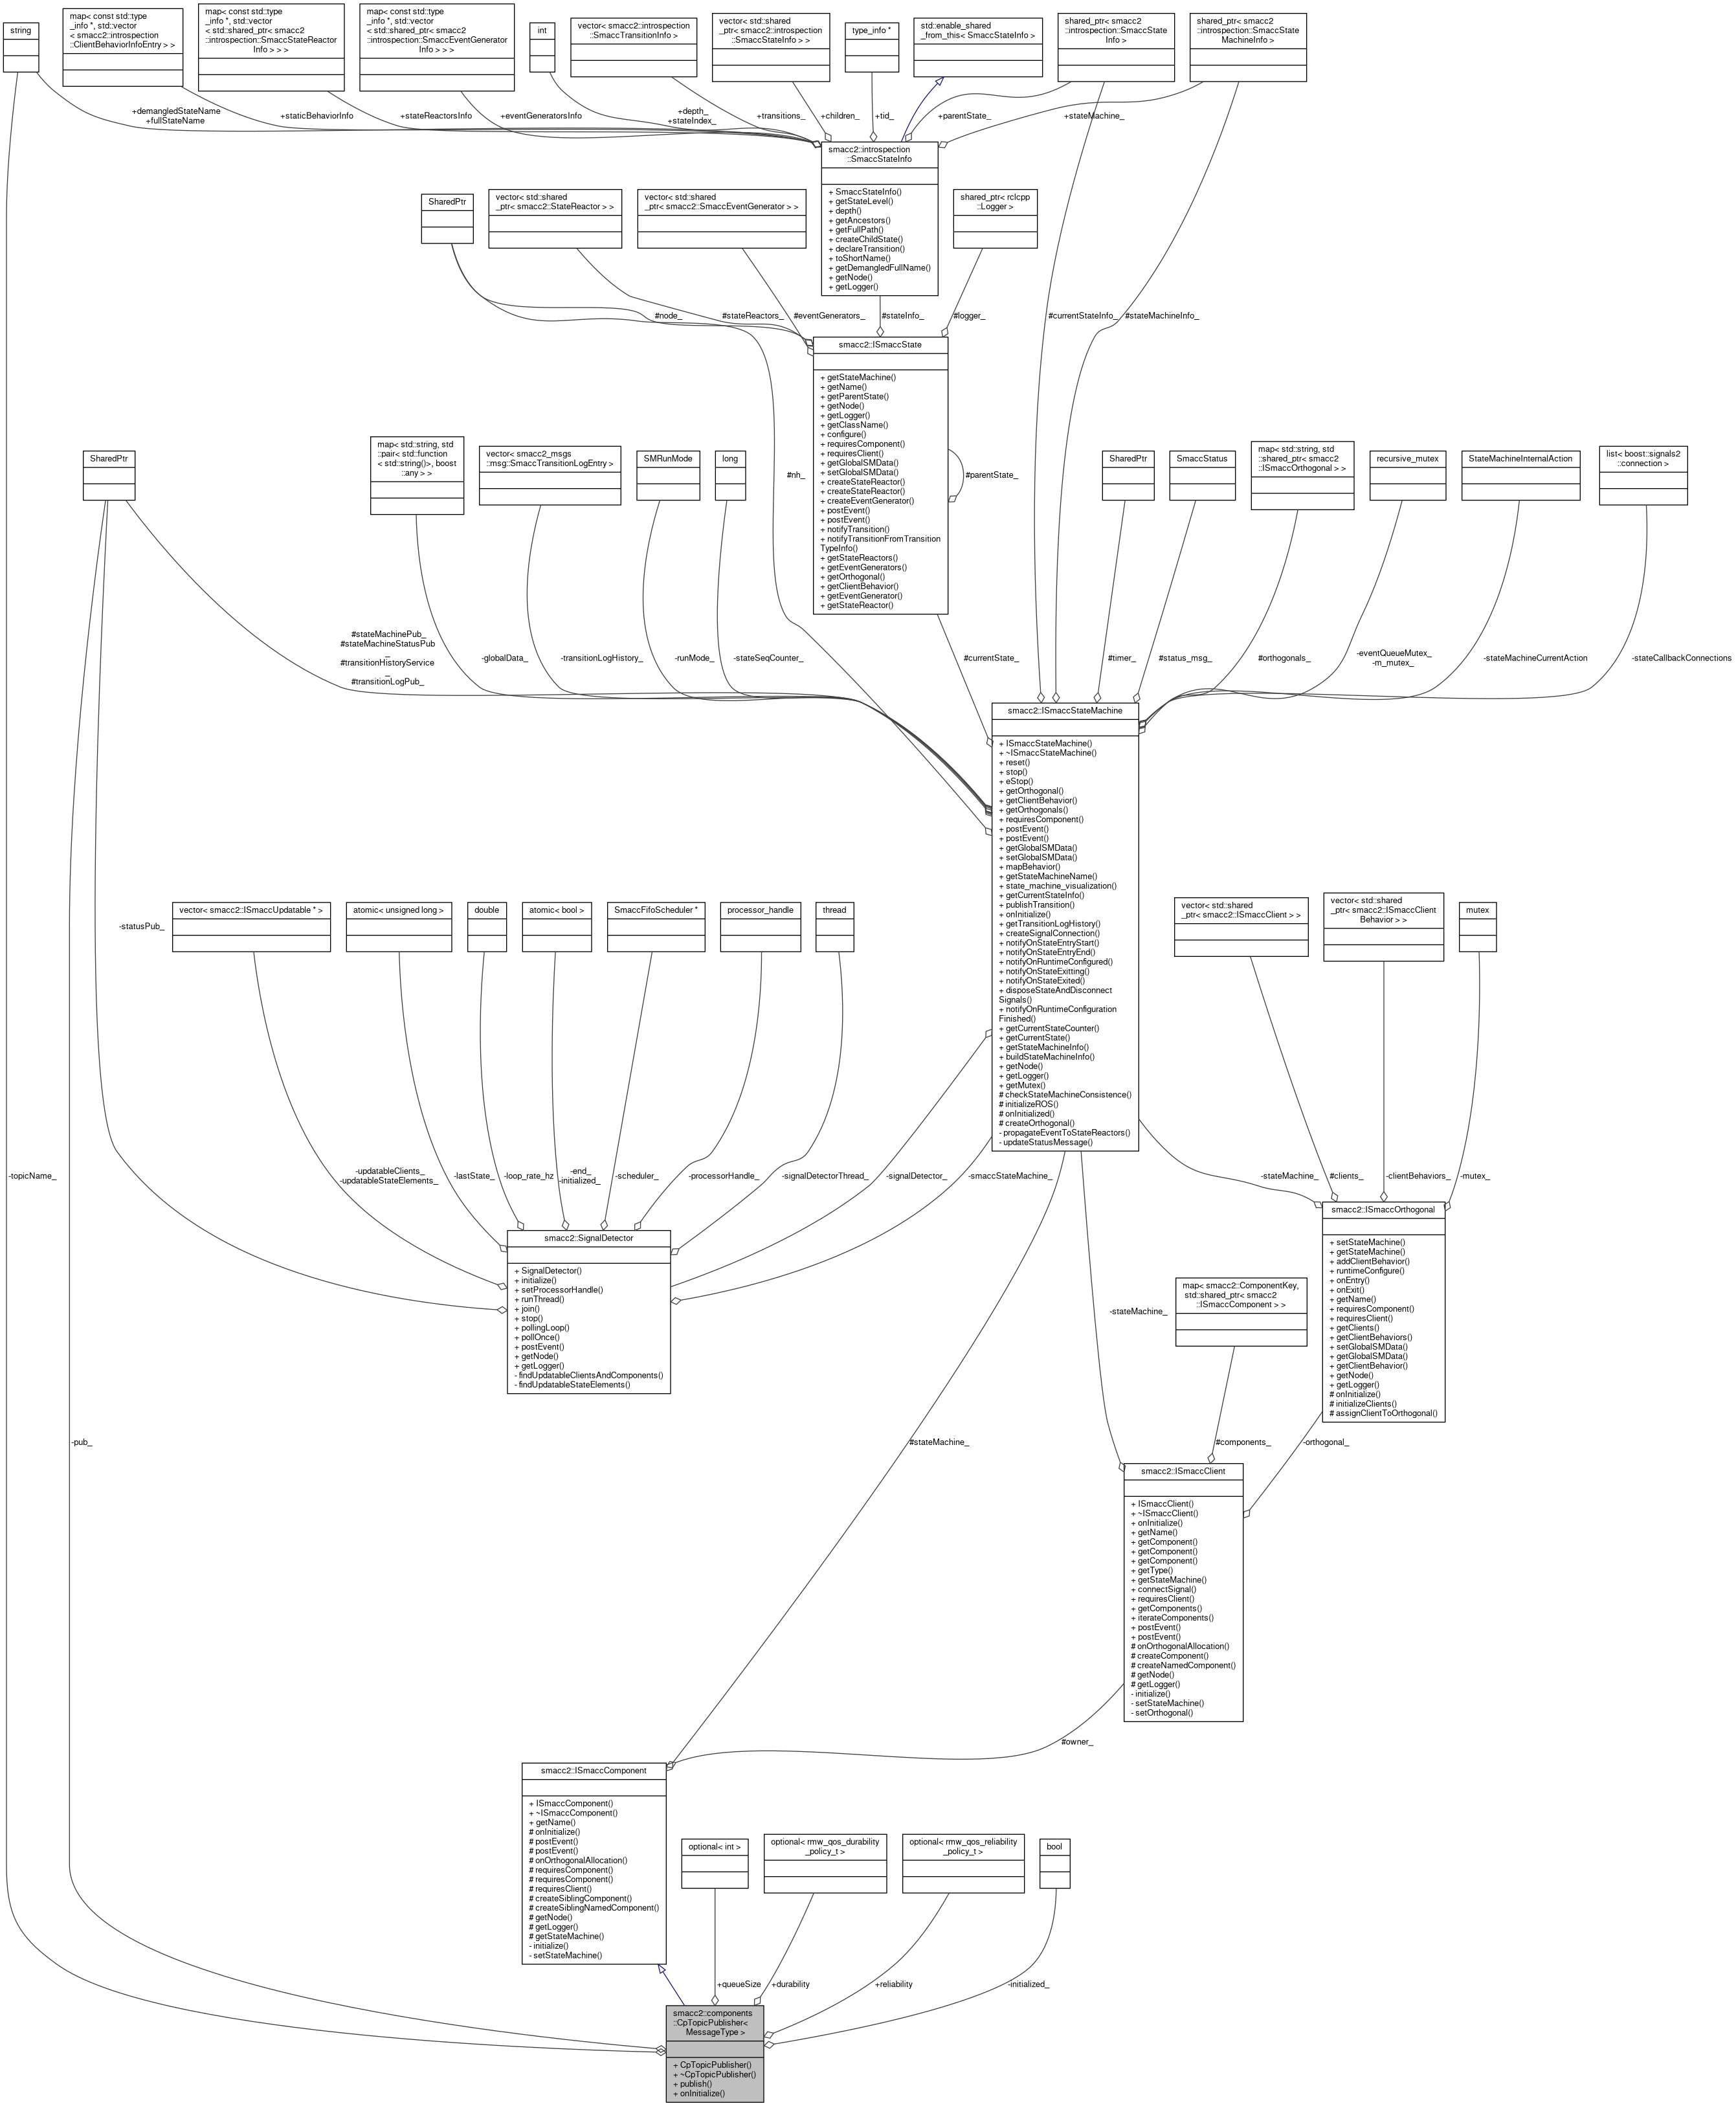 string
map< const std::type
_info *, std::vector
< smacc2::introspection
::ClientBehaviorInfoEntry > >
map< const std::type
_info *, std::vector
< std::shared_ptr< smacc2
::introspection::SmaccStateReactor
Info > > >
map< const std::type
_info *, std::vector
< std::shared_ptr< smacc2
::introspection::SmaccEventGenerator
Info > > >
int
vector< smacc2::introspection
::SmaccTransitionInfo >
vector< std::shared
_ptr< smacc2::introspection
::SmaccStateInfo > >
type_info *
std::enable_shared
_from_this< SmaccStateInfo >
shared_ptr< smacc2
::introspection::SmaccState
Info >
shared_ptr< smacc2
::introspection::SmaccState
MachineInfo >
+demangledStateName
+fullStateName
+staticBehaviorInfo
+stateReactorsInfo
+eventGeneratorsInfo
+depth_
+stateIndex_
+transitions_
+children_
+tid_
+parentState_
+stateMachine_
smacc2::introspection
::SmaccStateInfo
+ SmaccStateInfo()
+ getStateLevel()
+ depth()
+ getAncestors()
+ getFullPath()
+ createChildState()
+ declareTransition()
+ toShortName()
+ getDemangledFullName()
+ getNode()
+ getLogger()
SharedPtr
vector< std::shared
_ptr< smacc2::StateReactor > >
vector< std::shared
_ptr< smacc2::SmaccEventGenerator > >
shared_ptr< rclcpp
::Logger >
#node_
#stateReactors_
#eventGenerators_
#stateInfo_
#logger_
#currentStateInfo_
#stateMachineInfo_
smacc2::ISmaccState
+ getStateMachine()
+ getName()
+ getParentState()
+ getNode()
+ getLogger()
+ getClassName()
+ configure()
+ requiresComponent()
+ requiresClient()
+ getGlobalSMData()
+ setGlobalSMData()
+ createStateReactor()
+ createStateReactor()
+ createEventGenerator()
+ postEvent()
+ postEvent()
+ notifyTransition()
+ notifyTransitionFromTransition
TypeInfo()
+ getStateReactors()
+ getEventGenerators()
+ getOrthogonal()
+ getClientBehavior()
+ getEventGenerator()
+ getStateReactor()
#parentState_
#nh_
SharedPtr
map< std::string, std
::pair< std::function
< std::string()>, boost
::any > >
vector< smacc2_msgs
::msg::SmaccTransitionLogEntry >
SMRunMode
long
SharedPtr
SmaccStatus
map< std::string, std
::shared_ptr< smacc2
::ISmaccOrthogonal > >
recursive_mutex
StateMachineInternalAction
list< boost::signals2
::connection >
#stateMachinePub_
#stateMachineStatusPub
_
#transitionHistoryService
_
#transitionLogPub_
-globalData_
-transitionLogHistory_
-runMode_
-stateSeqCounter_
#currentState_
#timer_
#status_msg_
#orthogonals_
-eventQueueMutex_
-m_mutex_
-stateMachineCurrentAction
-stateCallbackConnections
smacc2::ISmaccStateMachine
+ ISmaccStateMachine()
+ ~ISmaccStateMachine()
+ reset()
+ stop()
+ eStop()
+ getOrthogonal()
+ getClientBehavior()
+ getOrthogonals()
+ requiresComponent()
+ postEvent()
+ postEvent()
+ getGlobalSMData()
+ setGlobalSMData()
+ mapBehavior()
+ getStateMachineName()
+ state_machine_visualization()
+ getCurrentStateInfo()
+ publishTransition()
+ onInitialize()
+ getTransitionLogHistory()
+ createSignalConnection()
+ notifyOnStateEntryStart()
+ notifyOnStateEntryEnd()
+ notifyOnRuntimeConfigured()
+ notifyOnStateExitting()
+ notifyOnStateExited()
+ disposeStateAndDisconnect
Signals()
+ notifyOnRuntimeConfiguration
Finished()
+ getCurrentStateCounter()
+ getCurrentState()
+ getStateMachineInfo()
+ buildStateMachineInfo()
+ getNode()
+ getLogger()
+ getMutex()
# checkStateMachineConsistence()
# initializeROS()
# onInitialized()
# createOrthogonal()
- propagateEventToStateReactors()
- updateStatusMessage()
-statusPub_
vector< smacc2::ISmaccUpdatable * >
atomic< unsigned long >
double
atomic< bool >
SmaccFifoScheduler *
processor_handle
thread
vector< std::shared
_ptr< smacc2::ISmaccClient > >
vector< std::shared
_ptr< smacc2::ISmaccClient
Behavior > >
mutex
-topicName_
-updatableClients_
-updatableStateElements_
-lastState_
-loop_rate_hz
-end_
-initialized_
-scheduler_
-processorHandle_
-signalDetectorThread_
-signalDetector_
-smaccStateMachine_
-stateMachine_
#clients_
-clientBehaviors_
-mutex_
smacc2::SignalDetector
+ SignalDetector()
+ initialize()
+ setProcessorHandle()
+ runThread()
+ join()
+ stop()
+ pollingLoop()
+ pollOnce()
+ postEvent()
+ getNode()
+ getLogger()
- findUpdatableClientsAndComponents()
- findUpdatableStateElements()
smacc2::ISmaccOrthogonal
+ setStateMachine()
+ getStateMachine()
+ addClientBehavior()
+ runtimeConfigure()
+ onEntry()
+ onExit()
+ getName()
+ requiresComponent()
+ requiresClient()
+ getClients()
+ getClientBehaviors()
+ setGlobalSMData()
+ getGlobalSMData()
+ getClientBehavior()
+ getNode()
+ getLogger()
# onInitialize()
# initializeClients()
# assignClientToOrthogonal()
map< smacc2::ComponentKey,
std::shared_ptr< smacc2
::ISmaccComponent > >
-stateMachine_
-pub_
#stateMachine_
#components_
-orthogonal_
smacc2::ISmaccClient
+ ISmaccClient()
+ ~ISmaccClient()
+ onInitialize()
+ getName()
+ getComponent()
+ getComponent()
+ getComponent()
+ getType()
+ getStateMachine()
+ connectSignal()
+ requiresClient()
+ getComponents()
+ iterateComponents()
+ postEvent()
+ postEvent()
# onOrthogonalAllocation()
# createComponent()
# createNamedComponent()
# getNode()
# getLogger()
- initialize()
- setStateMachine()
- setOrthogonal()
#owner_
smacc2::ISmaccComponent
+ ISmaccComponent()
+ ~ISmaccComponent()
+ getName()
# onInitialize()
# postEvent()
# postEvent()
# onOrthogonalAllocation()
# requiresComponent()
# requiresComponent()
# requiresClient()
# createSiblingComponent()
# createSiblingNamedComponent()
# getNode()
# getLogger()
# getStateMachine()
- initialize()
- setStateMachine()
optional< int >
optional< rmw_qos_durability
_policy_t >
optional< rmw_qos_reliability
_policy_t >
bool
+queueSize
+durability
+reliability
-initialized_
smacc2::components
::CpTopicPublisher<
MessageType >
+ CpTopicPublisher()
+ ~CpTopicPublisher()
+ publish()
+ onInitialize()